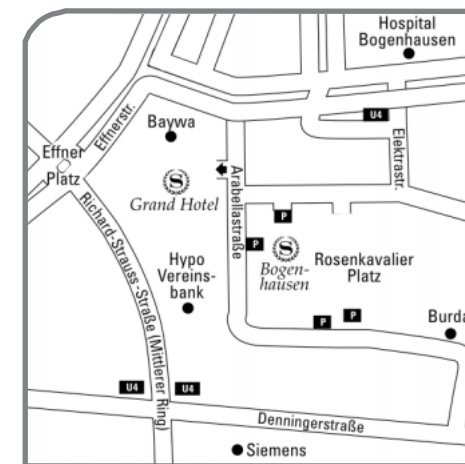 Hospital
Bogenhausen
U4
Effnerstr.
Baywa
Elektrastr.
Effner
Platz
S
Grand Hotel
Arabellastraße
P
P
S
Bogen-
hausen
Rosenkavalier
Platz
Richard-Strauss-Straße (Mittlerer Ring)
Hypo
Vereins-
bank
P
P
Burda
U4
U4
Denningerstraße
Siemens